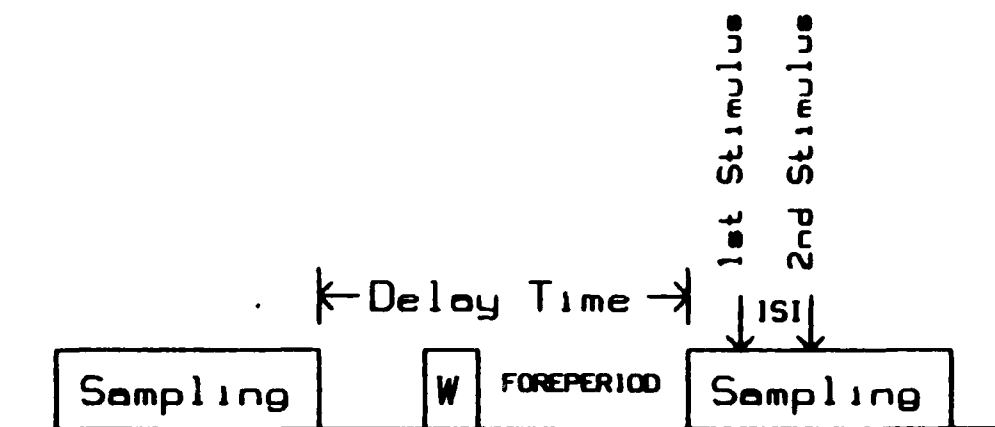 1st Stimulus
2nd Stimulus
Delay Time
ISI
Sampling
W
FOREPERIOD
Sampling